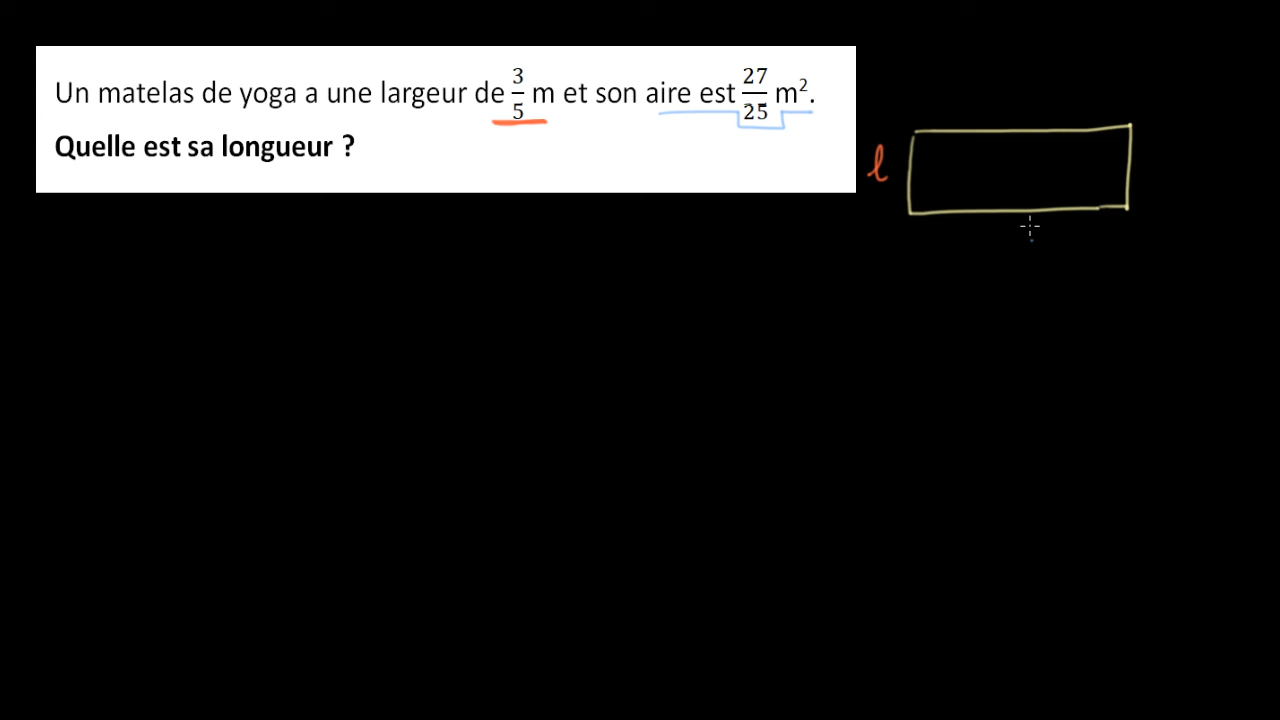 Un matelas de yoga a une largeur de 3/5 m et son aire est 27/25 m².
Quelle est sa longueur ?
l